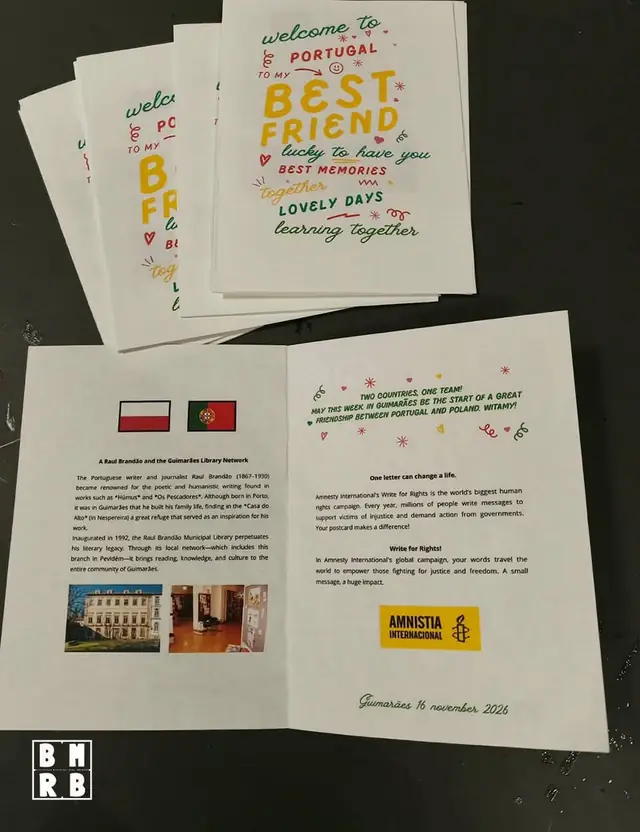 welcome to
PORTUGAL
TO MY
BEST
FRIEND
lucky to have you
BEST MEMORIES
together
LOVELY DAYS
learning together
welc
PO
TO MY
B
FR
BE
tog
A Raul Brandão and the Guimarães Library Network
The Portuguese writer and journalist Raul Brandão (1867–1930)
became renowned for the poetic and humanistic writing found in
works such as *Húmus* and *Os Pescadores*. Although born in Porto,
it was in Guimarães that he built his family life, finding in the *Casa do
Alto* (in Nespereira) a great refuge that served as an inspiration for his
work.
Inaugurated in 1992, the Raul Brandão Municipal Library perpetuates
his literary legacy. Through its local network—which includes this
branch in Pevidém—it brings reading, knowledge, and culture to the
entire community of Guimarães.
TWO COUNTRIES, ONE TEAM!
MAY THIS WEEK IN GUIMARÃES BE THE START OF A GREAT
FRIENDSHIP BETWEEN PORTUGAL AND POLAND. WITAMY!
One letter can change a life.
Amnesty International's Write for Rights is the world's biggest human
rights campaign. Every year, millions of people write messages to
support victims of injustice and demand action from governments.
Your postcard makes a difference!
Write for Rights!
In Amnesty International's global campaign, your words travel the
world to empower those fighting for justice and freedom. A small
message, a huge impact.
AMNISTIA
INTERNACIONAL
Guimarães 16 november 2026
BM
RB